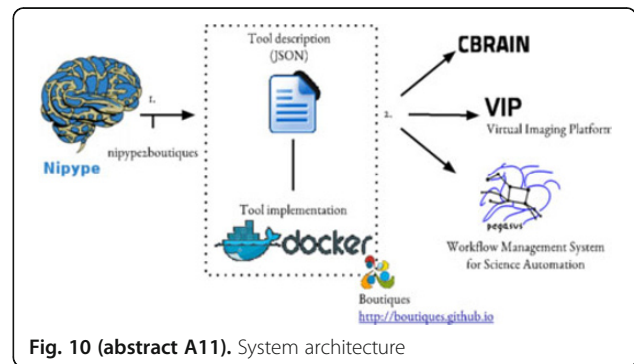 Nipype
1.
nipype2boutiques
Tool description
(JSON)
Tool implementation
docker
Boutiques
http://boutiques.github.io
2.
CBRAIN
VIP
Virtual Imaging Platform
pegasus
Workflow Management System
for Science Automation
Fig. 10 (abstract A11). System architecture